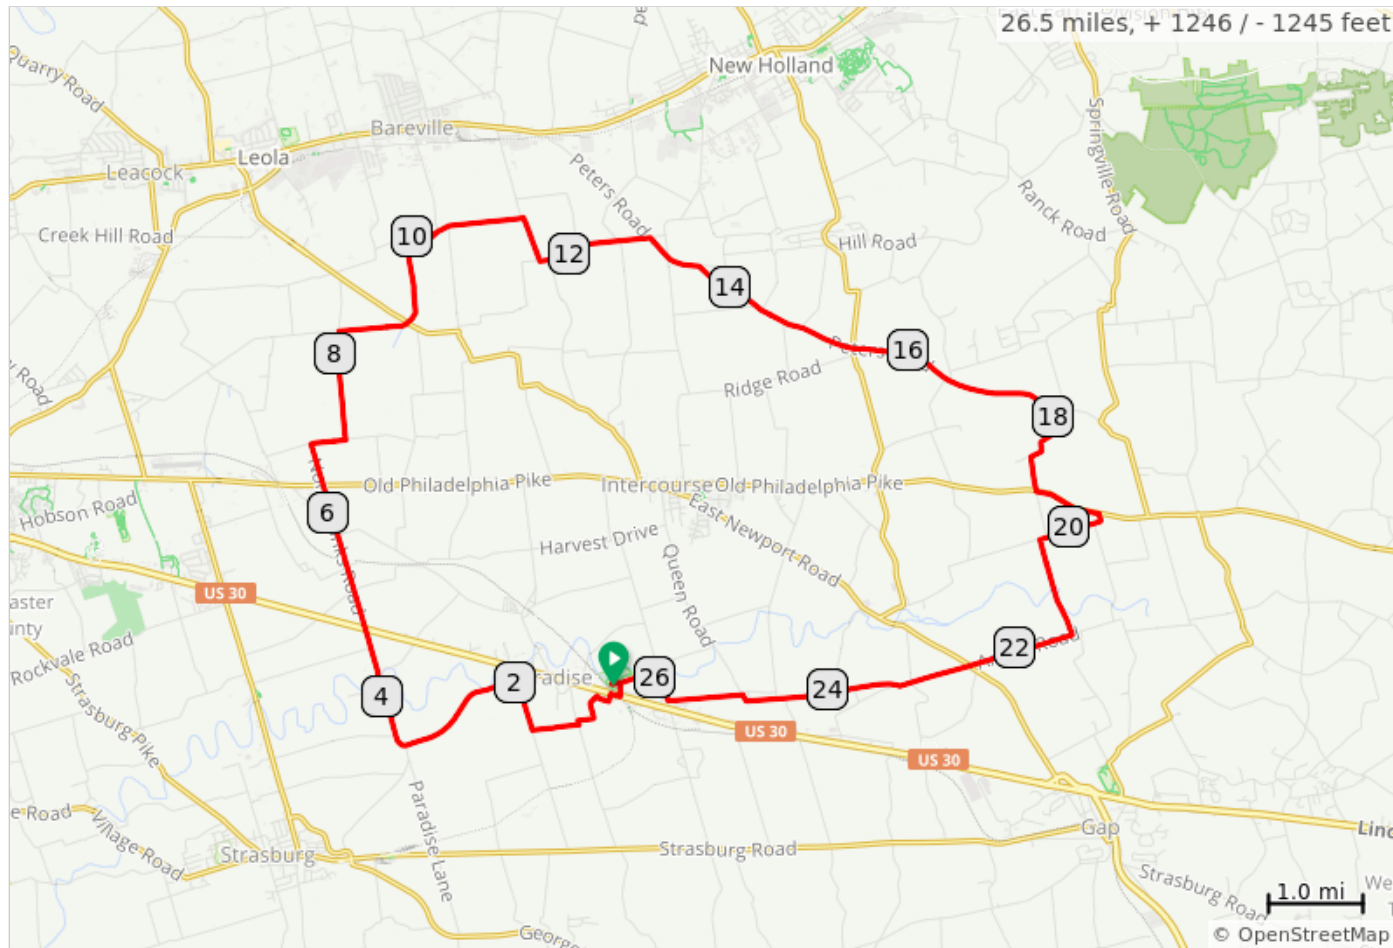 26.5 miles, + 1246 / - 1245 feet
New Holland
Quarry Road
Bareville
Leola
Leacock
Peters Road
Springville Road
Ranck Road
Creek Hill Road
10
12
Hill Road
14
8
16
Ridge Road
18
Old Philadelphia Pike
Intercourse
Old Philadelphia Pike
Hobson Road
6
East Newport Road
20
Harvest Drive
Queen Road
US 30
Rockvale Road
22
Strasburg Pike
4
2
26
24
US 30
US 30
Paradise Lane
Village Road
Strasburg
Strasburg Road
Gap
Strasburg Road
1.0 mi
© OpenStreetMap